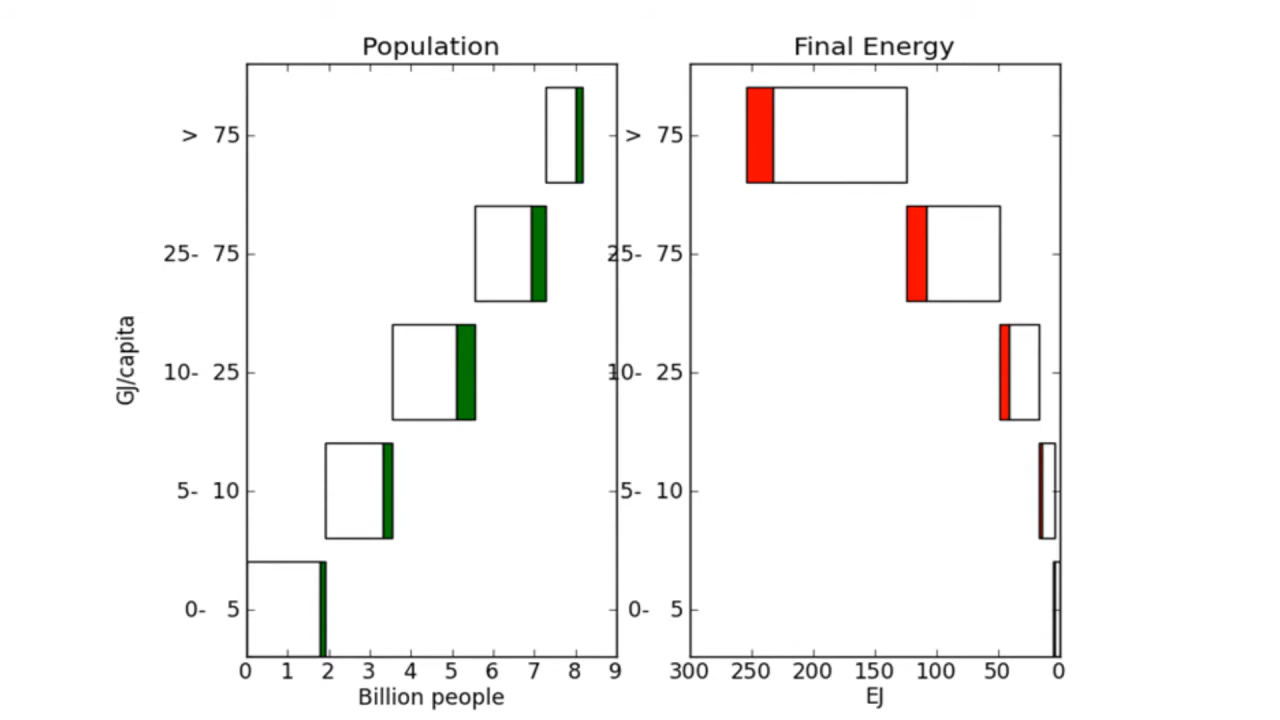 Population
Final Energy
> 75
25- 75
10- 25
5- 10
0- 5
GJ/capita
0 1 2 3 4 5 6 7 8 9
Billion people
> 75
25- 75
10- 25
5- 10
0- 5
300 250 200 150 100 50 0
EJ